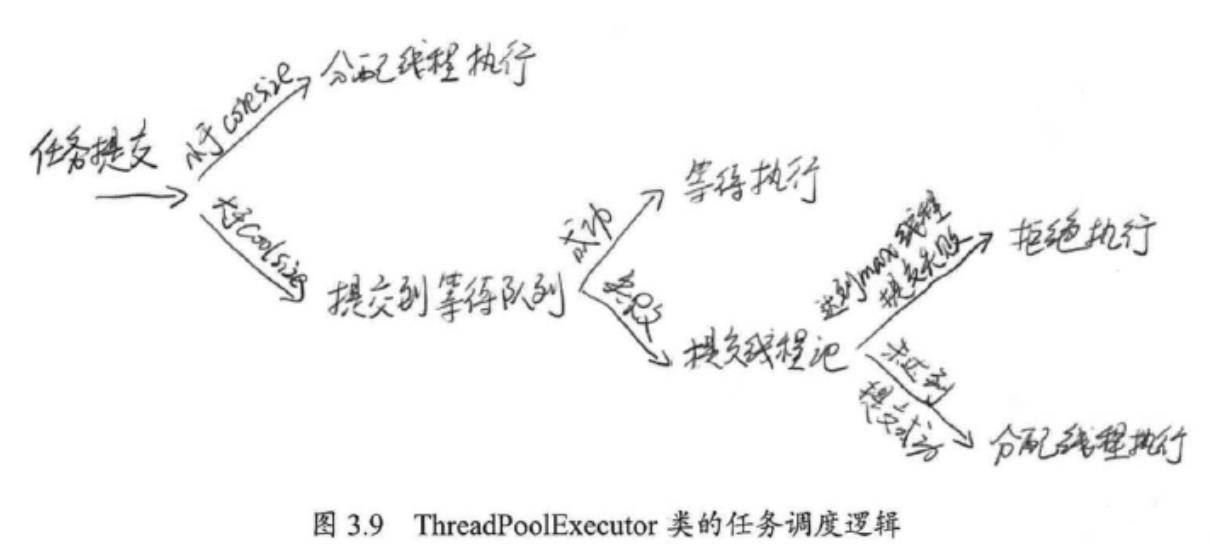 任务提交
小于coresize
分配线程执行
大于coolsize
提交到等待队列
成功
等待执行
失败
提交线程池
达到max线程
提交失败
拒绝执行
未达到
提交成功
分配线程执行
图 3.9 ThreadPoolExecutor 类的任务调度逻辑